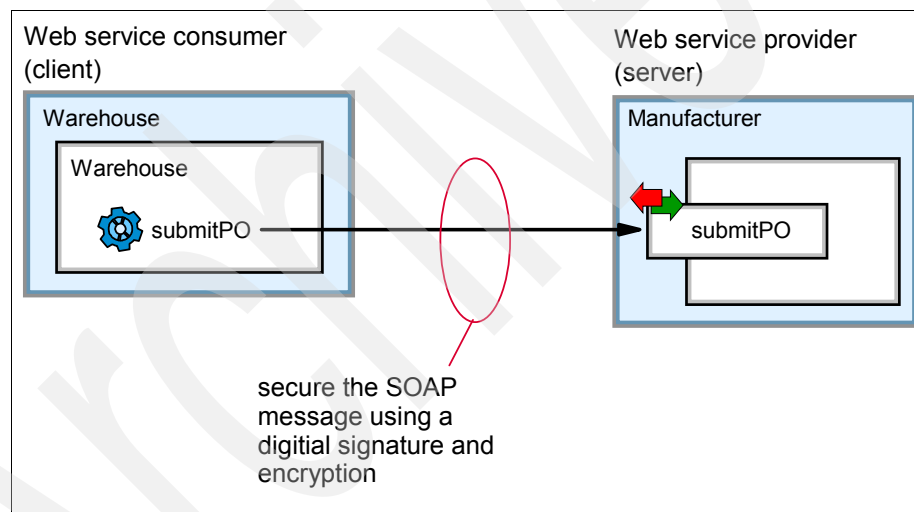 Web service consumer
(client)
Warehouse
Warehouse
submitPO
Web service provider
(server)
Manufacturer
submitPO
secure the SOAP
message using a
digitial signature and
encryption